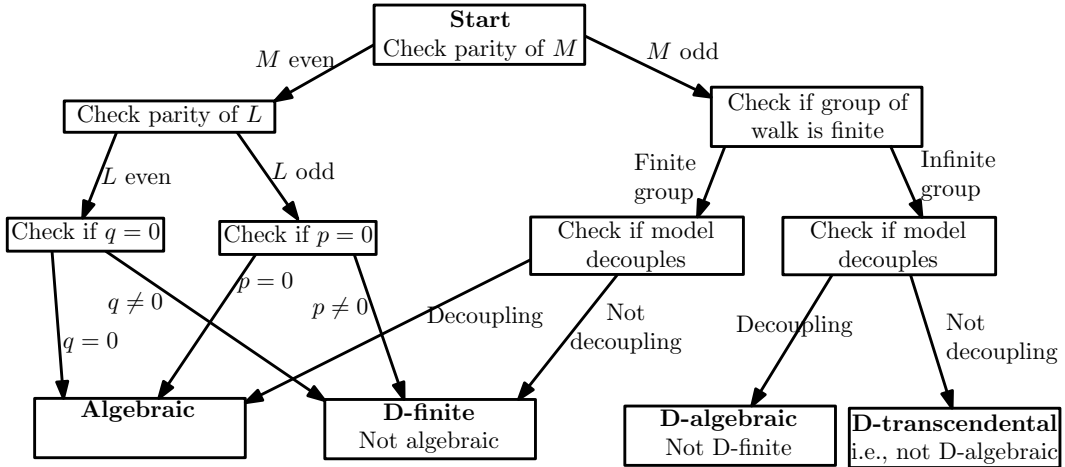 Start
Check parity of M
M even
M odd
Check parity of L
Check if group of
walk is finite
L even
L odd
Finite
group
Infinite
group
Check if q = 0
Check if p = 0
Check if model
decouples
Check if model
decouples
q ≠ 0
p = 0
p ≠ 0
q = 0
Decoupling
Not
decoupling
Decoupling
Not
decoupling
Algebraic
D-finite
Not algebraic
D-algebraic
Not D-finite
D-transcendental
i.e., not D-algebraic